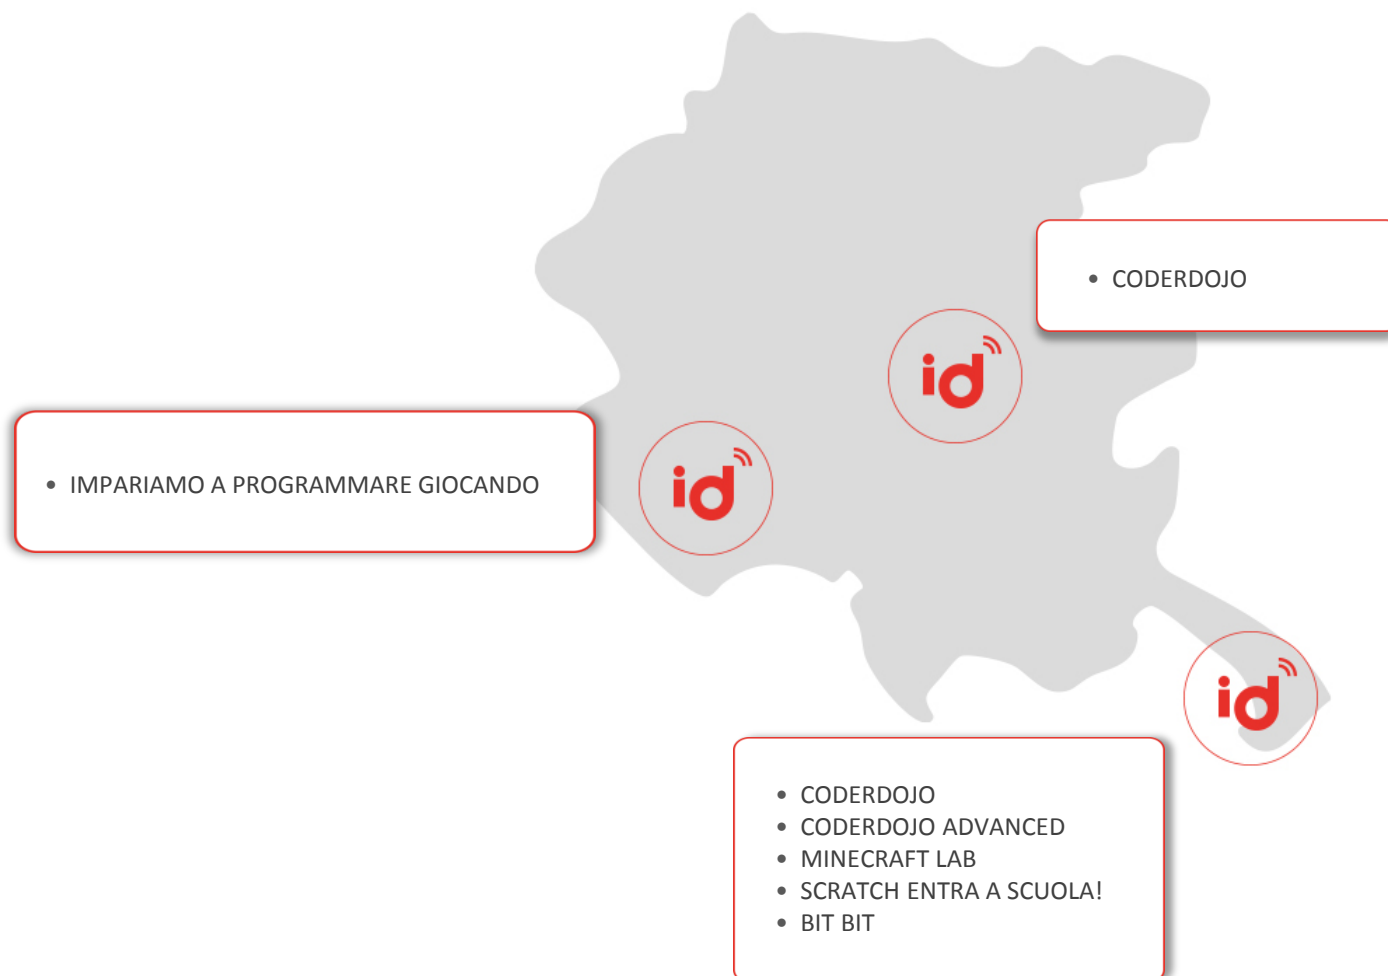 • CODERDOJO
id
• IMPARIAMO A PROGRAMMARE GIOCANDO
id
id
• CODERDOJO
• CODERDOJO ADVANCED
• MINECRAFT LAB
• SCRATCH ENTRA A SCUOLA!
• BIT BIT